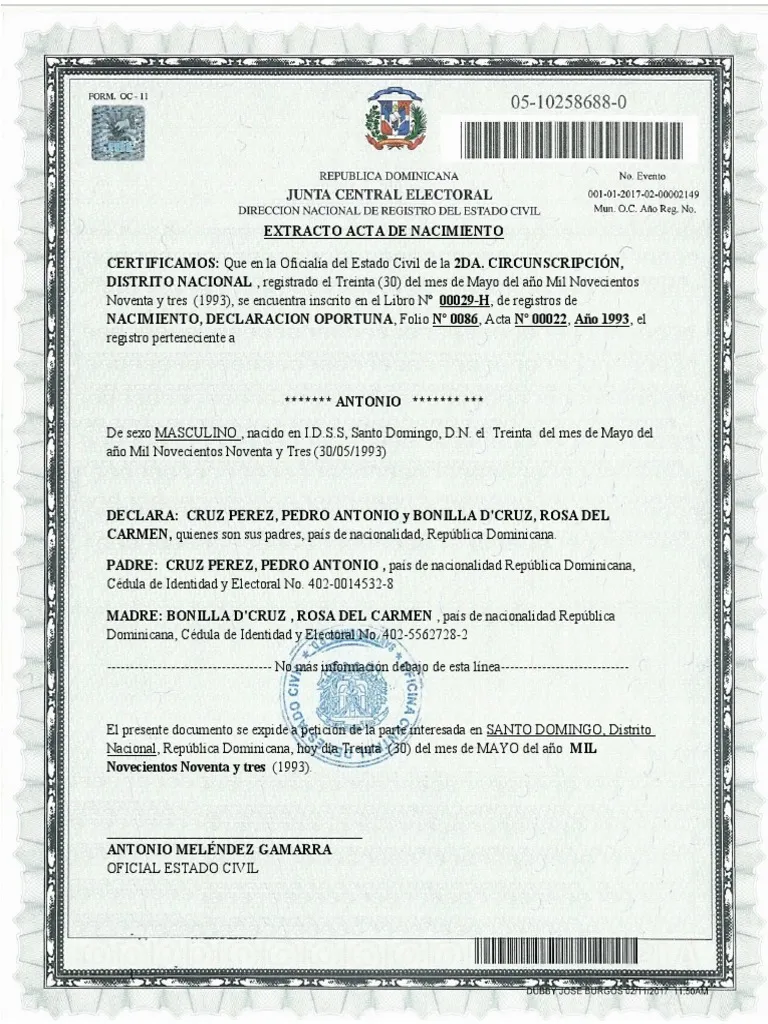 FORM. OC - 11
05-10258688-0
REPUBLICA DOMINICANA
No. Evento
JUNTA CENTRAL ELECTORAL
001-01-2017-02-00002149
DIRECCION NACIONAL DE REGISTRO DEL ESTADO CIVIL
Mun. O.C. Año Reg. No.
EXTRACTO ACTA DE NACIMIENTO
CERTIFICAMOS: Que en la Oficialía del Estado Civil de la 2DA. CIRCUNSCRIPCIÓN,
DISTRITO NACIONAL , registrado el Treinta (30) del mes de Mayo del año Mil Novecientos
Noventa y tres (1993), se encuentra inscrito en el Libro Nº 00029-H, de registros de
NACIMIENTO, DECLARACION OPORTUNA, Folio Nº 0086, Acta Nº 00022, Año 1993, el
registro perteneciente a
******* ANTONIO ******* ***
De sexo MASCULINO , nacido en I.D.S.S, Santo Domingo, D.N. el Treinta del mes de Mayo del
año Mil Novecientos Noventa y Tres (30/05/1993)
DECLARA: CRUZ PEREZ, PEDRO ANTONIO y BONILLA D'CRUZ, ROSA DEL
CARMEN, quienes son sus padres, país de nacionalidad, República Dominicana.
PADRE: CRUZ PEREZ, PEDRO ANTONIO , país de nacionalidad República Dominicana,
Cédula de Identidad y Electoral No. 402-0014532-8
MADRE: BONILLA D'CRUZ , ROSA DEL CARMEN , país de nacionalidad República
Dominicana, Cédula de Identidad y Electoral No. 402-5562728-2
------------------------------------ No más información debajo de esta línea----------------------------
El presente documento se expide a petición de la parte interesada en SANTO DOMINGO, Distrito
Nacional, República Dominicana, hoy día Treinta (30) del mes de MAYO del año MIL
Novecientos Noventa y tres (1993).
ANTONIO MELÉNDEZ GAMARRA
OFICIAL ESTADO CIVIL
DUBBY JOSE BURGOS 02/11/2017 11:50AM